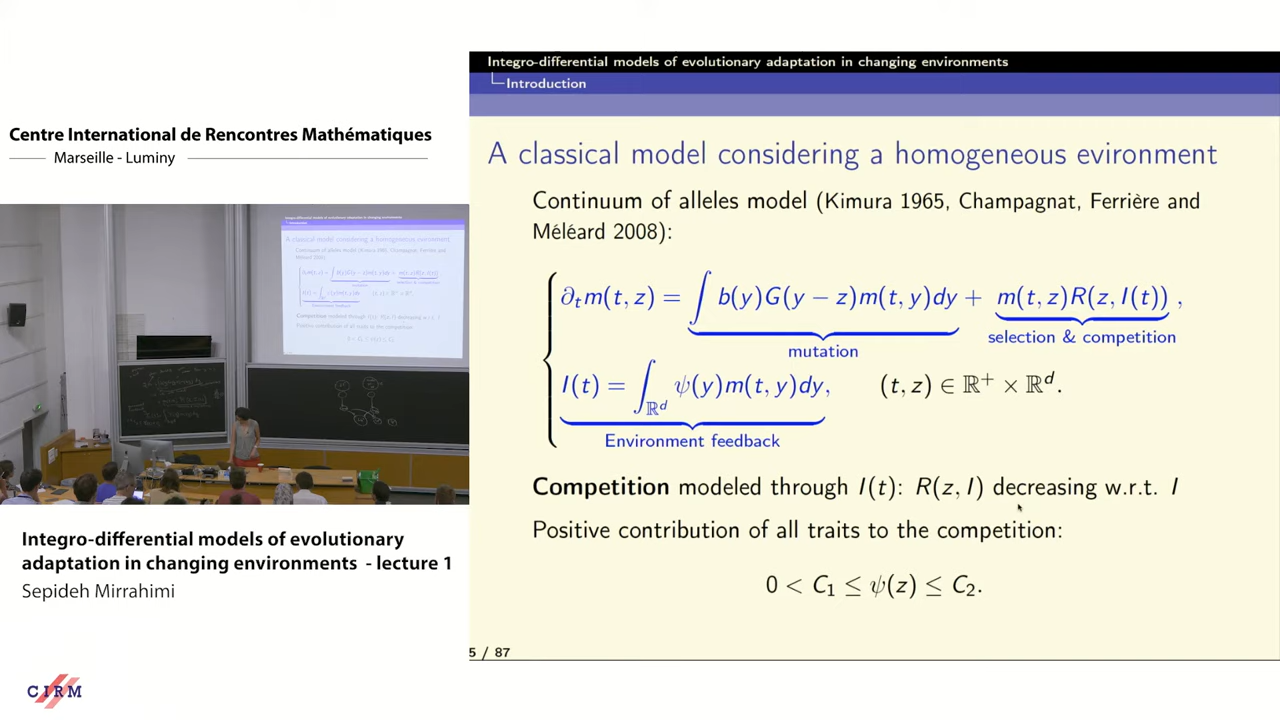 Centre International de Rencontres Mathématiques
Marseille - Luminy
Integro-differential models of evolutionary
adaptation in changing environments - lecture 1
Sepideh Mirrahimi
CIRM
Integro-differential models of evolutionary adaptation in changing environments
Introduction
A classical model considering a homogeneous evironment
Continuum of alleles model (Kimura 1965, Champagnat, Ferrière and
Méléard 2008):
∂ₜm(t, z) = ∫ b(y)G(y − z)m(t, y)dy + m(t, z)R(z, I(t)) ,
mutation
selection & competition
I(t) = ∫_{ℝᵈ} ψ(y)m(t, y)dy, (t, z) ∈ ℝ⁺ × ℝᵈ.
Environment feedback
Competition modeled through I(t): R(z, I) decreasing w.r.t. I
Positive contribution of all traits to the competition:
0 < C₁ ≤ ψ(z) ≤ C₂.
5 / 87